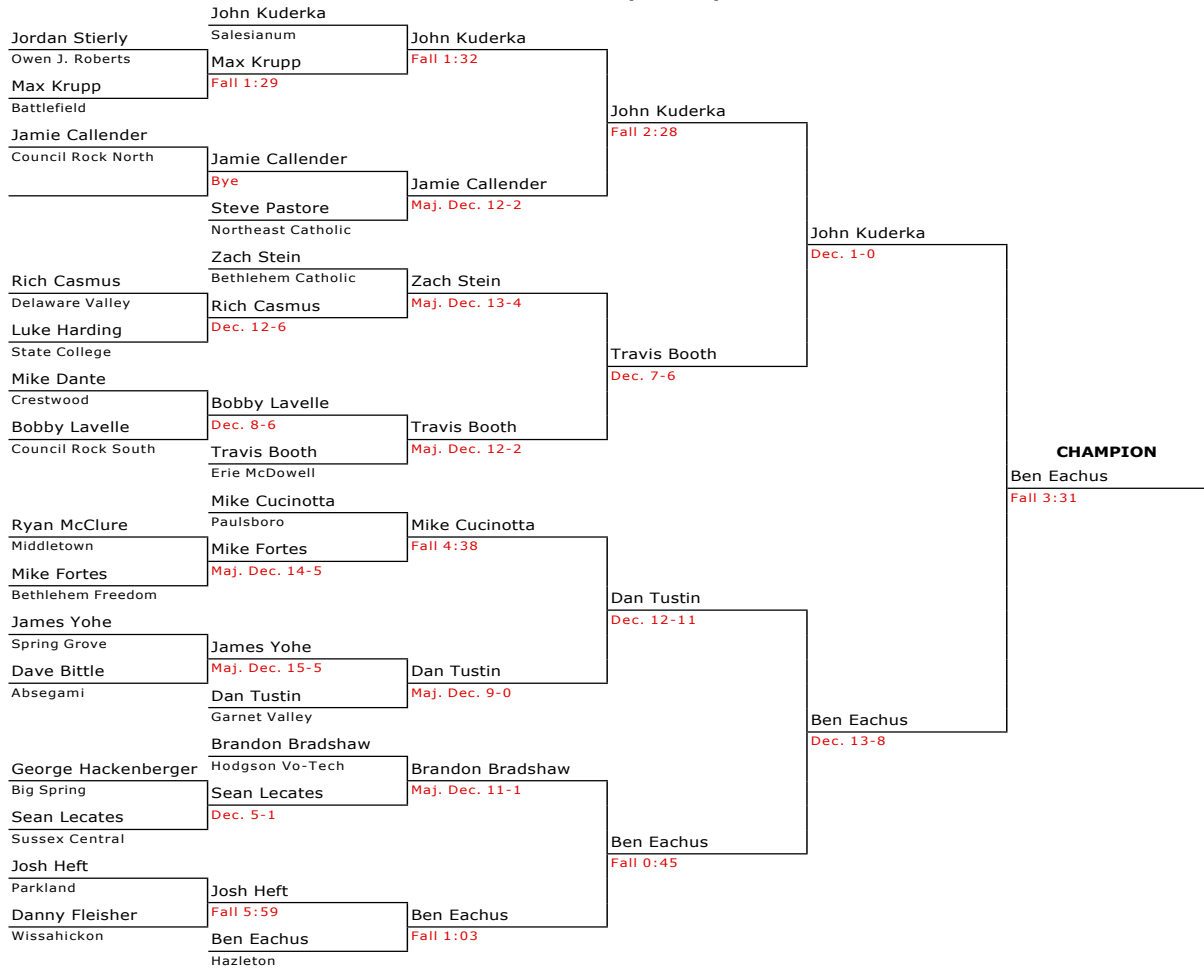 John Kuderka
Jordan Stierly
Salesianum
John Kuderka
Owen J. Roberts
Max Krupp
Fall 1:32
Max Krupp
Fall 1:29
Battlefield
John Kuderka
Jamie Callender
Fall 2:28
Council Rock North
Jamie Callender
Bye
Jamie Callender
Steve Pastore
Maj. Dec. 12-2
Northeast Catholic
John Kuderka
Dec. 1-0
Zach Stein
Rich Casmus
Bethlehem Catholic
Zach Stein
Delaware Valley
Rich Casmus
Maj. Dec. 13-4
Luke Harding
Dec. 12-6
State College
Travis Booth
Mike Dante
Dec. 7-6
Crestwood
Bobby Lavelle
Bobby Lavelle
Dec. 8-6
Travis Booth
Council Rock South
Travis Booth
Maj. Dec. 12-2
Erie McDowell
CHAMPION
Ben Eachus
Fall 3:31
Mike Cucinotta
Ryan McClure
Paulsboro
Mike Cucinotta
Middletown
Mike Fortes
Fall 4:38
Mike Fortes
Maj. Dec. 14-5
Bethlehem Freedom
Dan Tustin
James Yohe
Dec. 12-11
Spring Grove
James Yohe
Dave Bittle
Maj. Dec. 15-5
Dan Tustin
Absegami
Dan Tustin
Maj. Dec. 9-0
Garnet Valley
Ben Eachus
Dec. 13-8
Brandon Bradshaw
George Hackenberger
Hodgson Vo-Tech
Brandon Bradshaw
Big Spring
Sean Lecates
Maj. Dec. 11-1
Sean Lecates
Dec. 5-1
Sussex Central
Ben Eachus
Josh Heft
Fall 0:45
Parkland
Josh Heft
Danny Fleisher
Fall 5:59
Ben Eachus
Wissahickon
Ben Eachus
Fall 1:03
Hazleton